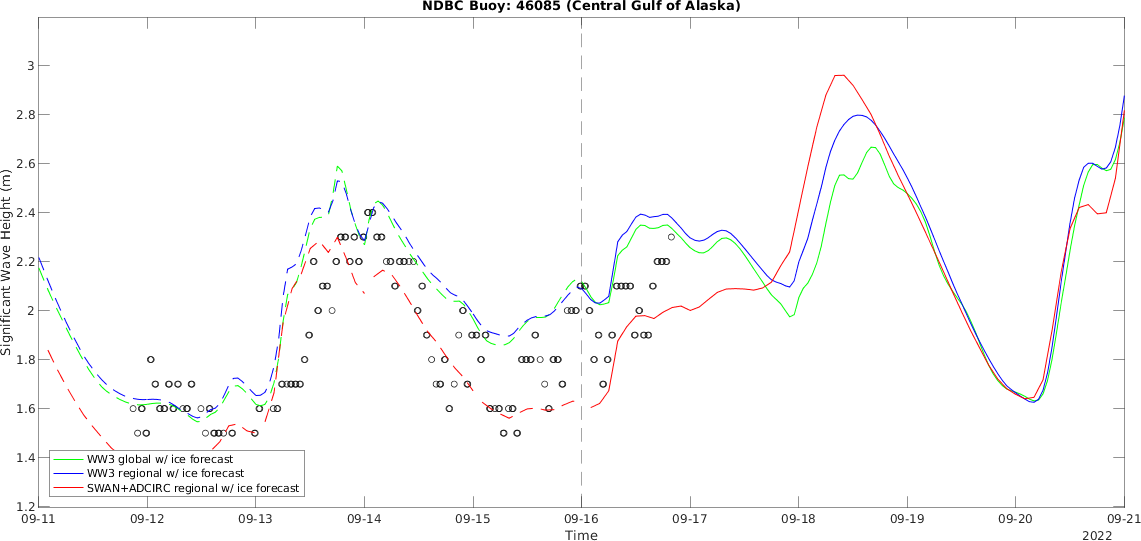 NDBC Buoy: 46085 (Central Gulf of Alaska)
3
2.8
2.6
2.4
2.2
2
1.8
1.6
1.4
1.2
Significant Wave Height (m)
WW3 global w/ ice forecast
WW3 regional w/ ice forecast
SWAN+ADCIRC regional w/ ice forecast
09-11 09-12 09-13 09-14 09-15 09-16 09-17 09-18 09-19 09-20 09-21
Time
2022